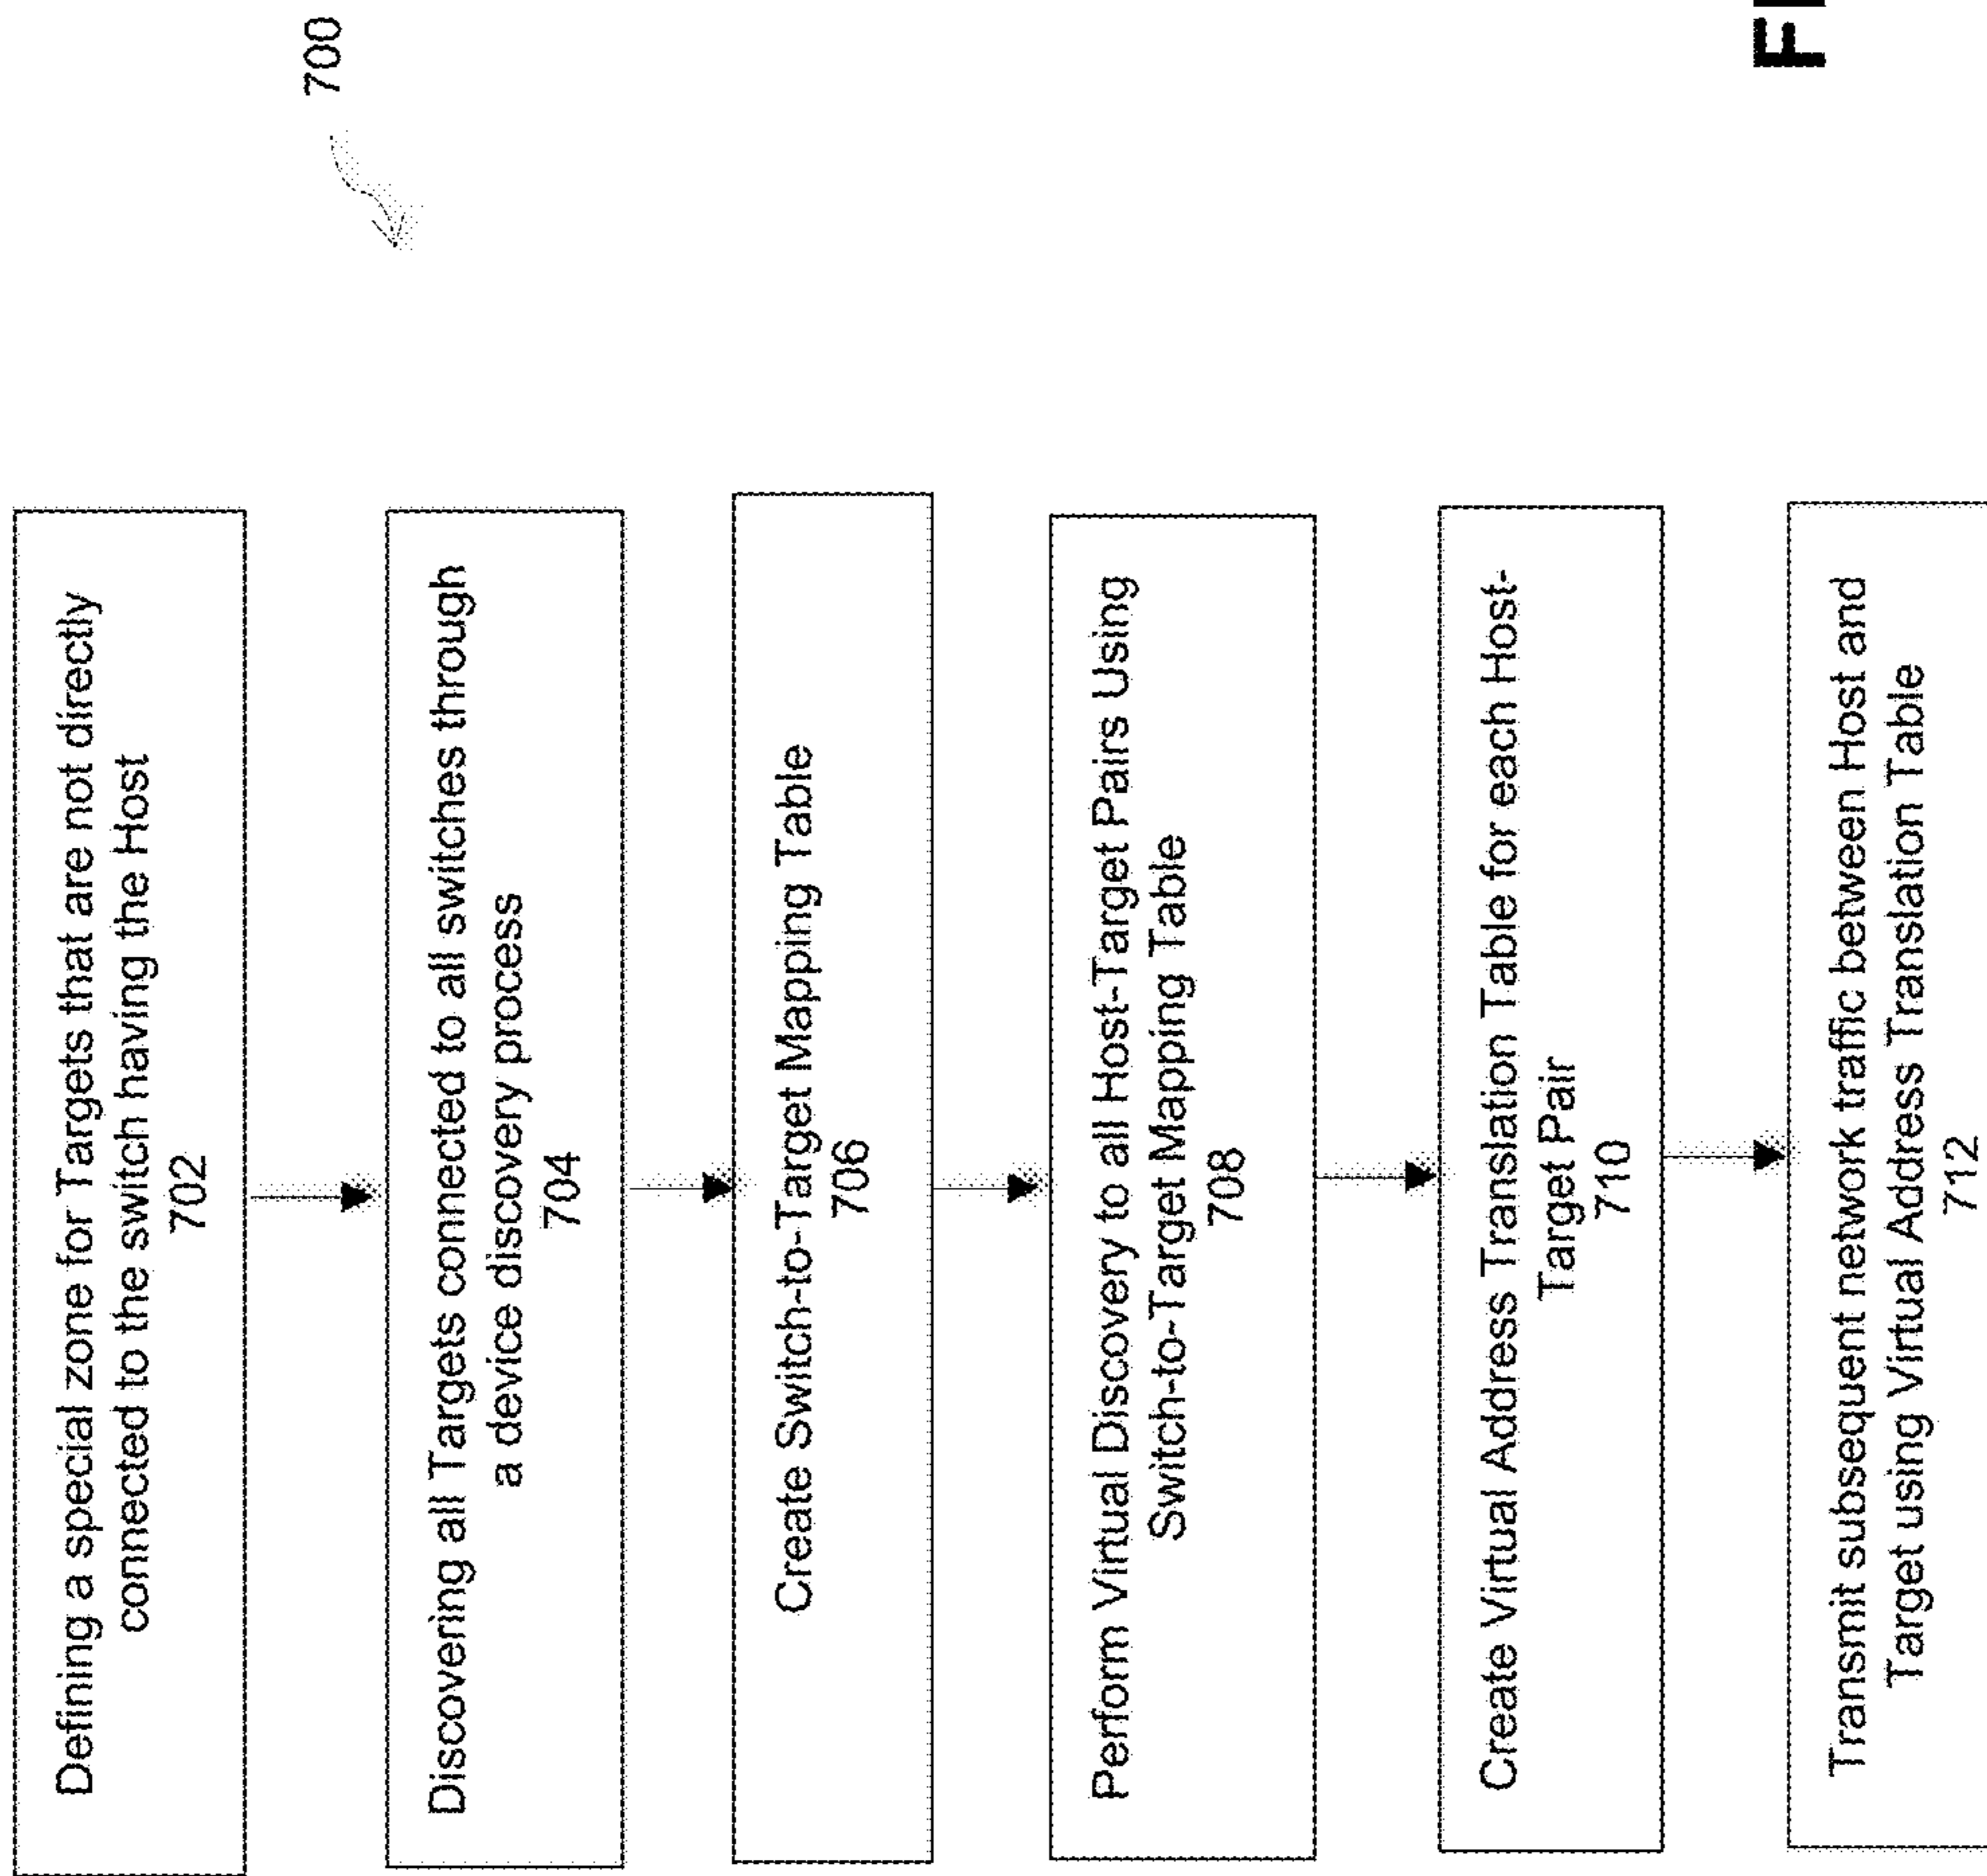 700
Defining a special zone for Targets that are not directly
connected to the switch having the Host
702
Discovering all Targets connected to all switches through
a device discovery process
704
Create Switch-to-Target Mapping Table
706
Perform Virtual Discovery to all Host-Target Pairs Using
Switch-to-Target Mapping Table
708
Create Virtual Address Translation Table for each Host-
Target Pair
710
Transmit subsequent network traffic between Host and
Target using Virtual Address Translation Table
712